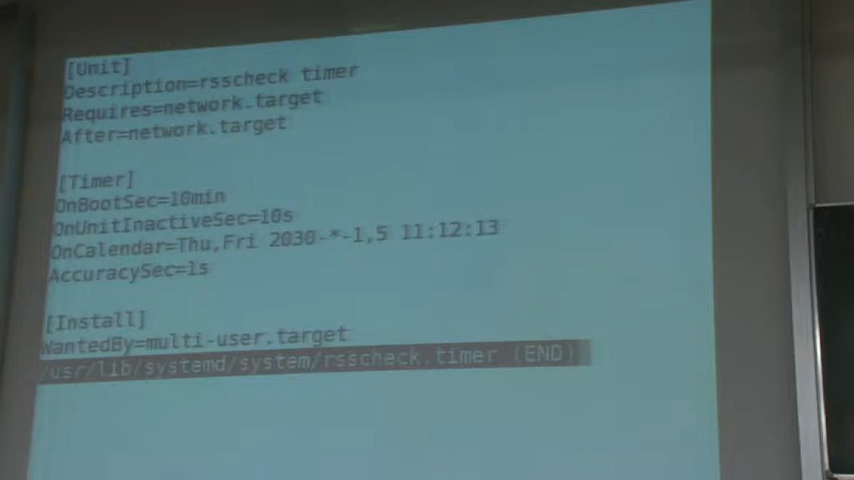 [Unit]
Description=rsscheck timer
Requires=network.target
After=network.target
[Timer]
OnBootSec=10min
OnUnitInactiveSec=10s
OnCalendar=Thu,Fri 2030-*-1,5 11:12:13
AccuracySec=1s
[Install]
WantedBy=multi-user.target
/usr/lib/systemd/system/rsscheck.timer (END)